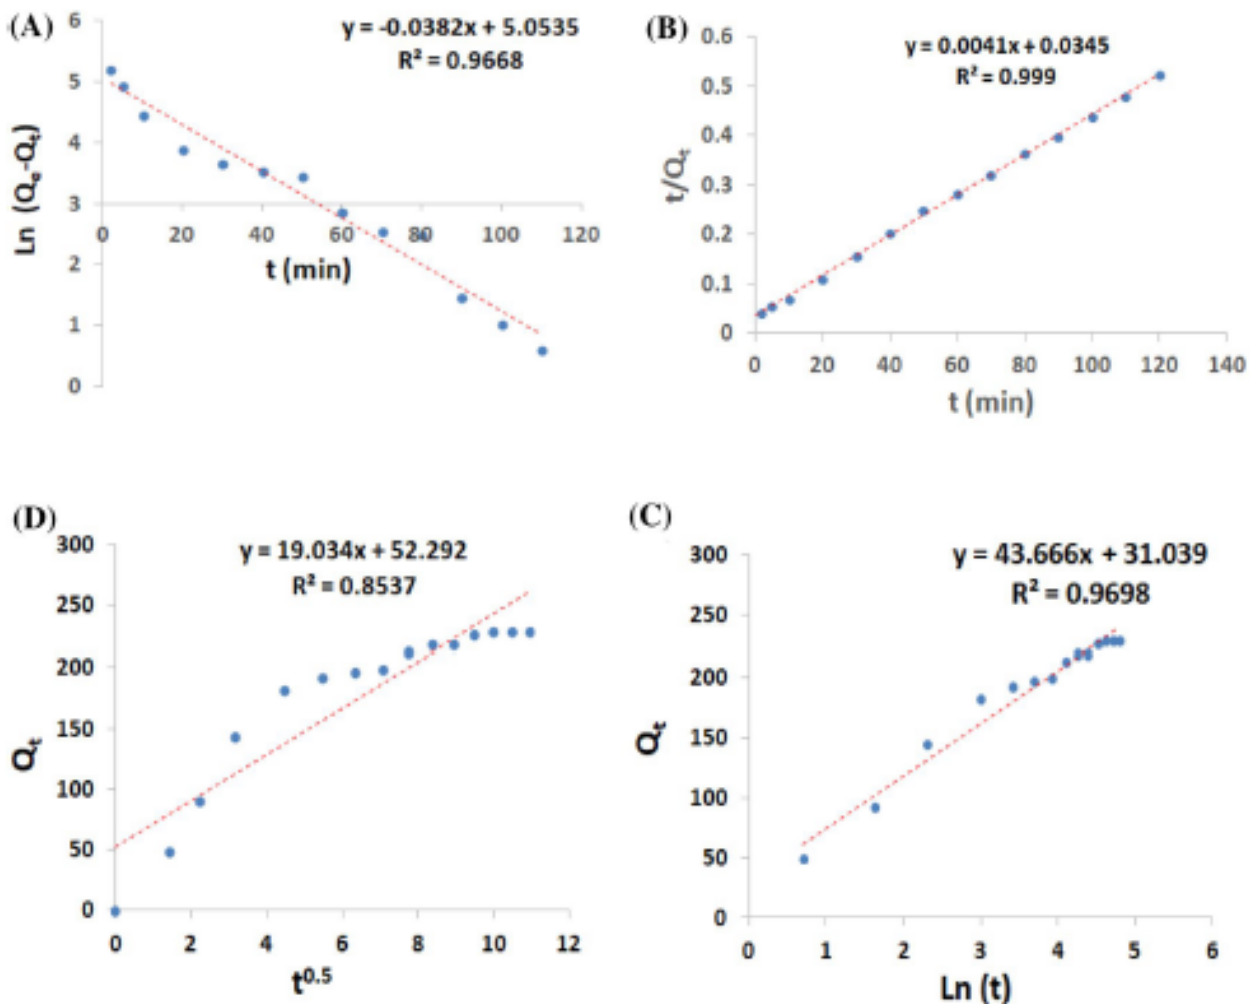 (A)
y = -0.0382x + 5.0535
R² = 0.9668
Ln (Qe-Qt)
6
5
4
3
2
1
0
0 20 40 60 80 100 120
t (min)
(B)
y = 0.0041x + 0.0345
R² = 0.999
t/Qt
0.6
0.5
0.4
0.3
0.2
0.1
0
0 20 40 60 80 100 120 140
t (min)
(D)
y = 19.034x + 52.292
R² = 0.8537
Qt
300
250
200
150
100
50
0
0 2 4 6 8 10 12
t0.5
(C)
y = 43.666x + 31.039
R² = 0.9698
Qt
300
250
200
150
100
50
0
0 1 2 3 4 5 6
Ln (t)